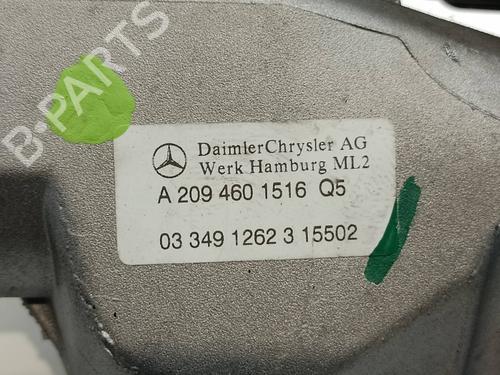 B-PARTS
DaimlerChrysler AG
Werk Hamburg ML2
A 209 460 1516 Q5
03 349 1262 3 15502